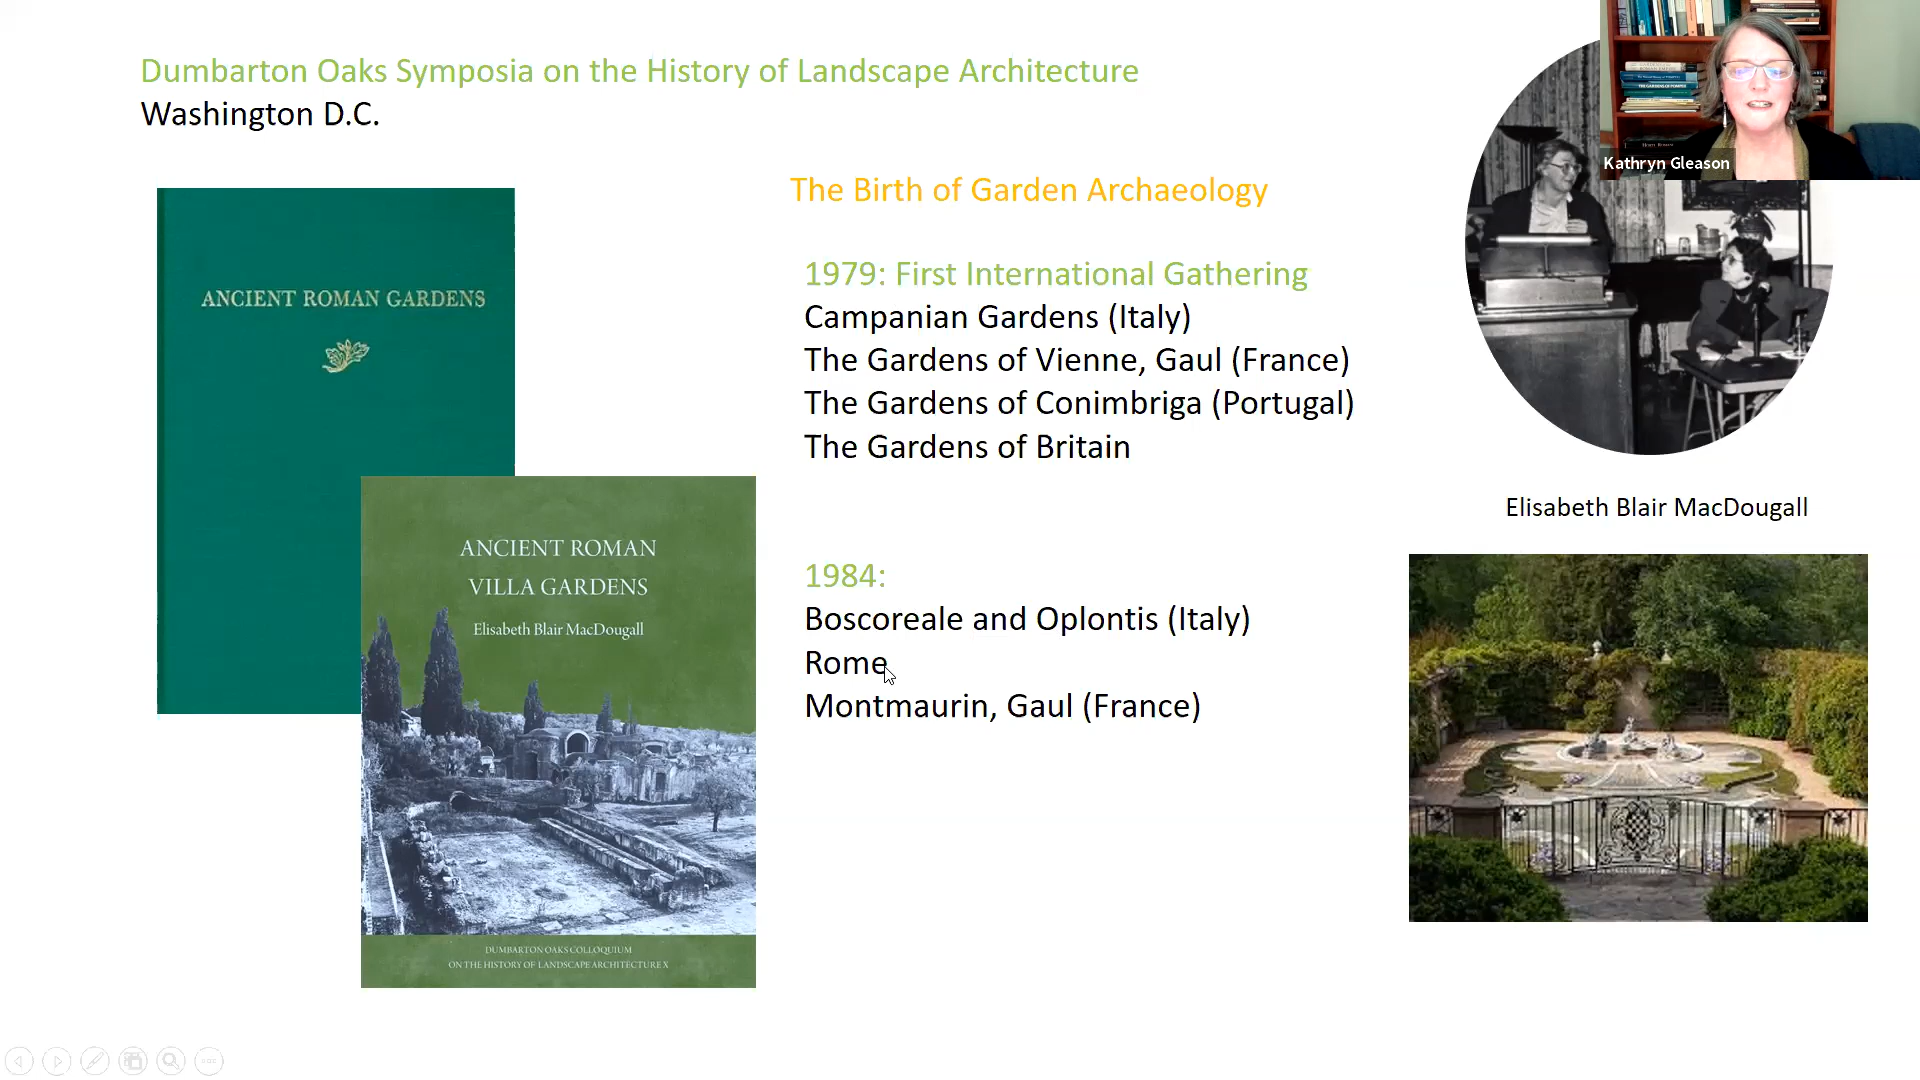 Dumbarton Oaks Symposia on the History of Landscape Architecture
Washington D.C.
Kathryn Gleason
The Birth of Garden Archaeology
ANCIENT ROMAN GARDENS
1979: First International Gathering
Campanian Gardens (Italy)
The Gardens of Vienne, Gaul (France)
The Gardens of Conimbriga (Portugal)
The Gardens of Britain
Elisabeth Blair MacDougall
ANCIENT ROMAN
VILLA GARDENS
Elisabeth Blair MacDougall
DUMBARTON OAKS COLLOQUIUM
ON THE HISTORY OF LANDSCAPE ARCHITECTURE X
1984:
Boscoreale and Oplontis (Italy)
Rome
Montmaurin, Gaul (France)